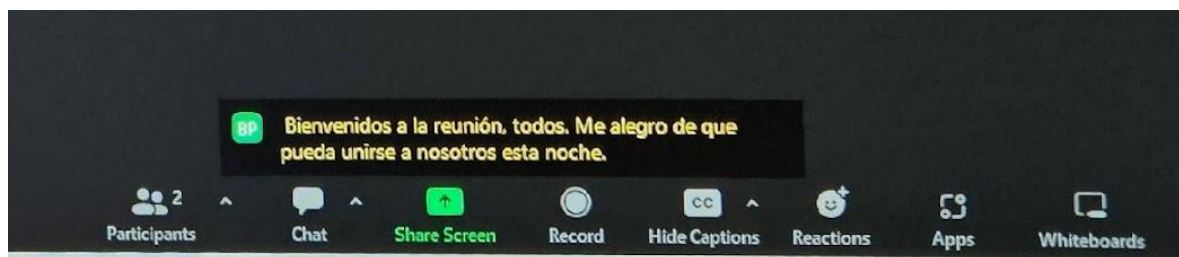 BP
Bienvenidos a la reunión, todos. Me alegro de que
pueda unirse a nosotros esta noche.
2
Participants
Chat
Share Screen
Record
CC
Hide Captions
Reactions
Apps
Whiteboards